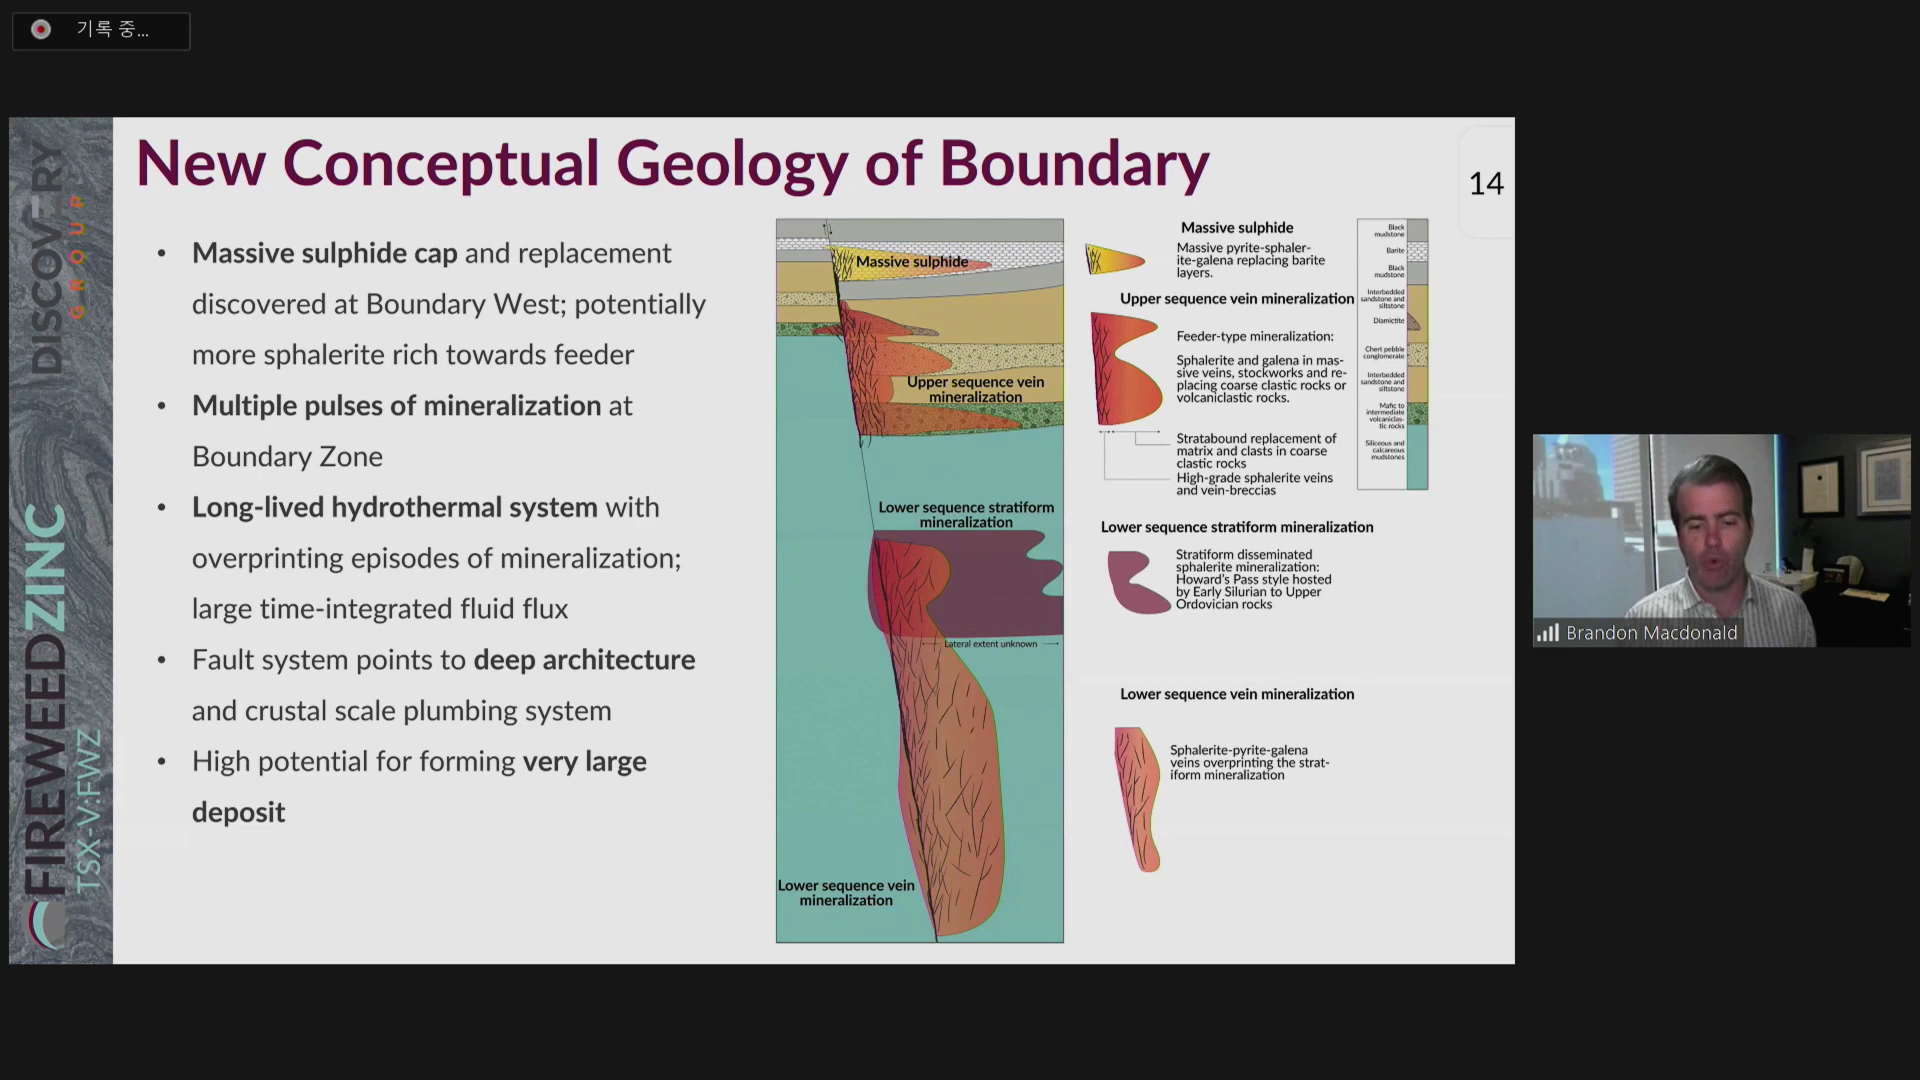 기록 중...
New Conceptual Geology of Boundary
14
DISCOVERY
GROUP
FIREWEEDZINC
TSX-V:FWZ
• Massive sulphide cap and replacement
discovered at Boundary West; potentially
more sphalerite rich towards feeder
• Multiple pulses of mineralization at
Boundary Zone
• Long-lived hydrothermal system with
overprinting episodes of mineralization;
large time-integrated fluid flux
• Fault system points to deep architecture
and crustal scale plumbing system
• High potential for forming very large
deposit
Massive sulphide
Upper sequence vein
mineralization
Lower sequence stratiform
mineralization
Lateral extent unknown
Lower sequence vein
mineralization
Massive sulphide
Massive pyrite-sphaler-
ite-galena replacing barite
layers.
Upper sequence vein mineralization
Feeder-type mineralization:
Sphalerite and galena in mas-
sive veins, stockworks and re-
placing coarse clastic rocks or
volcaniclastic rocks.
Stratabound replacement of
matrix and clasts in coarse
clastic rocks
High-grade sphalerite veins
and vein-breccias
Lower sequence stratiform mineralization
Stratiform disseminated
sphalerite mineralization:
Howard's Pass style hosted
by Early Silurian to Upper
Ordovician rocks
Lower sequence vein mineralization
Sphalerite-pyrite-galena
veins overprinting the strat-
iform mineralization
Black
mudstone
Barite
Black
mudstone
Interbedded
sandstone and
siltstone
Diamictite
Chert pebble
conglomerate
Interbedded
sandstone and
siltstone
Mafic to
intermediate
volcaniclas-
tic rocks
Siliceous and
calcareous
mudstones
Brandon Macdonald